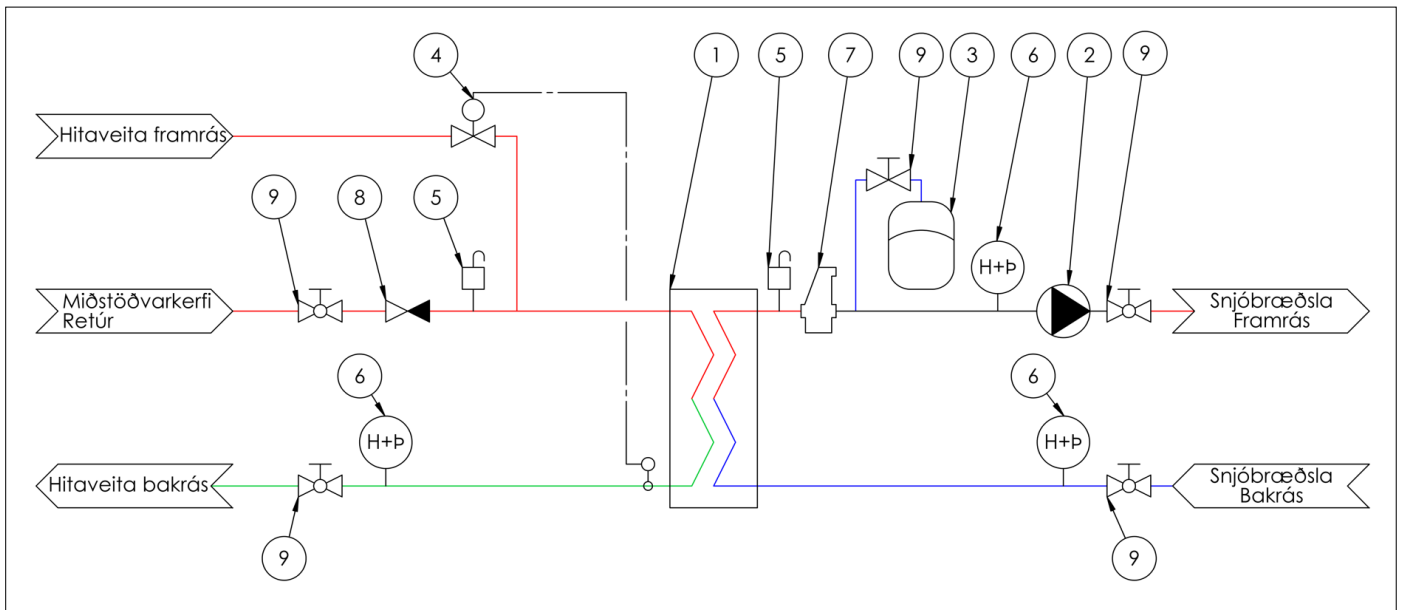 4
1
5
7
9
3
6
2
9
Hitaveita framrás
9
8
5
H+Þ
Miðstöðvarkerfi
Retúr
Snjóbræðsla
Framrás
6
6
H+Þ
H+Þ
Hitaveita bakrás
Snjóbræðsla
Bakrás
9
9